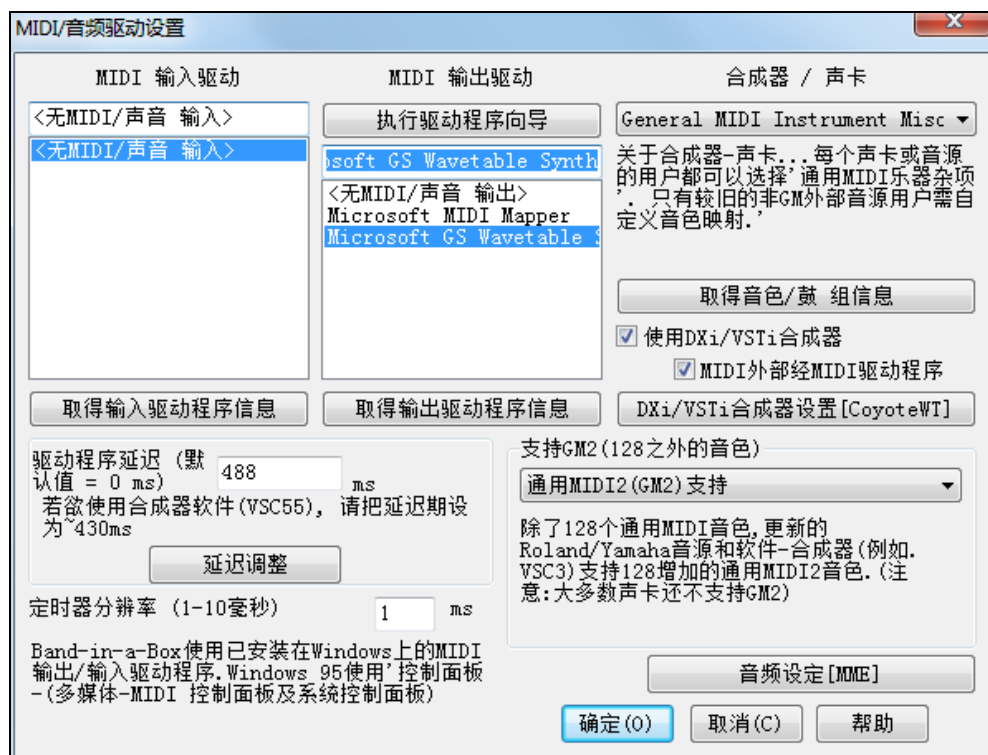 MIDI/音频驱动设置
MIDI 输入驱动
<无MIDI/声音 输入>
<无MIDI/声音 输入>
取得输入驱动程序信息
MIDI 输出驱动
执行驱动程序向导
osoft GS Wavetable Synth
<无MIDI/声音 输出>
Microsoft MIDI Mapper
Microsoft GS Wavetable S
取得输出驱动程序信息
合成器 / 声卡
General MIDI Instrument Misc
关于合成器-声卡...每个声卡或音源
的用户都可以选择'通用MIDI乐器杂项
'. 只有较旧的非GM外部音源用户需自
定义音色映射.'
取得音色/鼓 组信息
使用DXi/VSTi合成器
MIDI外部经MIDI驱动程序
DXi/VSTi合成器设置[CoyoteWT]
驱动程序延迟 (默
认值 = 0 ms)
488
ms
若欲使用合成器软件(VSC55), 请把延迟期设
为~430ms
延迟调整
定时器分辨率 (1-10毫秒)
1
ms
Band-in-a-Box使用已安装在Windows上的MIDI
输出/输入驱动程序.Windows 95使用'控制面板
-(多媒体-MIDI 控制面板及系统控制面板)
支持GM2(128之外的音色)
通用MIDI2(GM2)支持
除了128个通用MIDI音色,更新的
Roland/Yamaha音源和软件-合成器(例如.
VSC3)支持128增加的通用MIDI2音色.(注
意:大多数声卡还不支持GM2)
音频设定[MME]
确定(O)
取消(C)
帮助